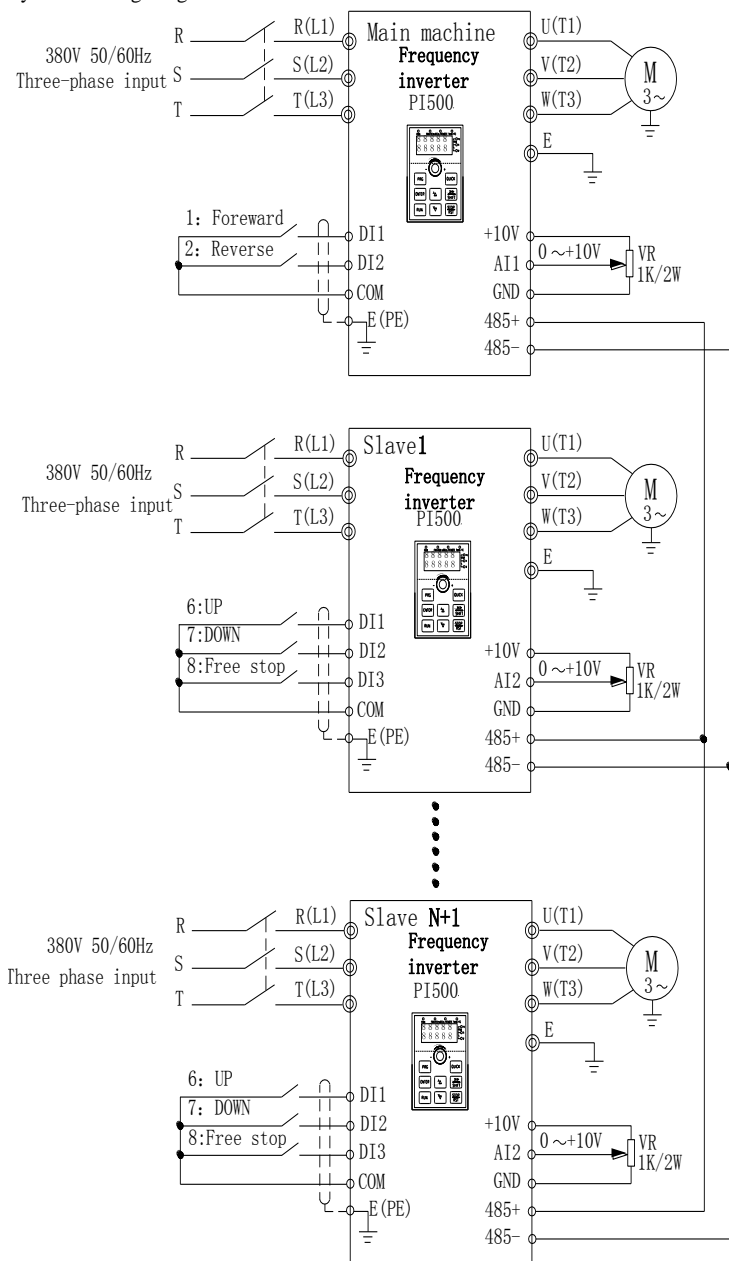 R R(L1) Main machine U(T1)
380V 50/60Hz Frequency
Three-phase input S S(L2) inverter V(T2) M
T T(L3) PI500 W(T3) 3~
E
1: Foreward DI1 +10V
2: Reverse DI2 AI1 0~+10V VR
COM GND 1K/2W
E(PE) 485+
485-
R R(L1) Slave1 U(T1)
380V 50/60Hz Frequency
Three-phase input S S(L2) inverter V(T2) M
T T(L3) PI500 W(T3) 3~
E
6:UP DI1
7:DOWN DI2 +10V
8:Free stop DI3 AI2 0~+10V VR
COM GND 1K/2W
E(PE) 485+
485-
R R(L1) Slave N+1 U(T1)
380V 50/60Hz Frequency
Ihree phase input S S(L2) inverter V(T2) M
T T(L3) PI500 W(T3) 3~
E
6: UP DI1
7: DOWN DI2 +10V
8:Free stop DI3 AI2 0~+10V VR
COM GND 1K/2W
E(PE) 485+
485-